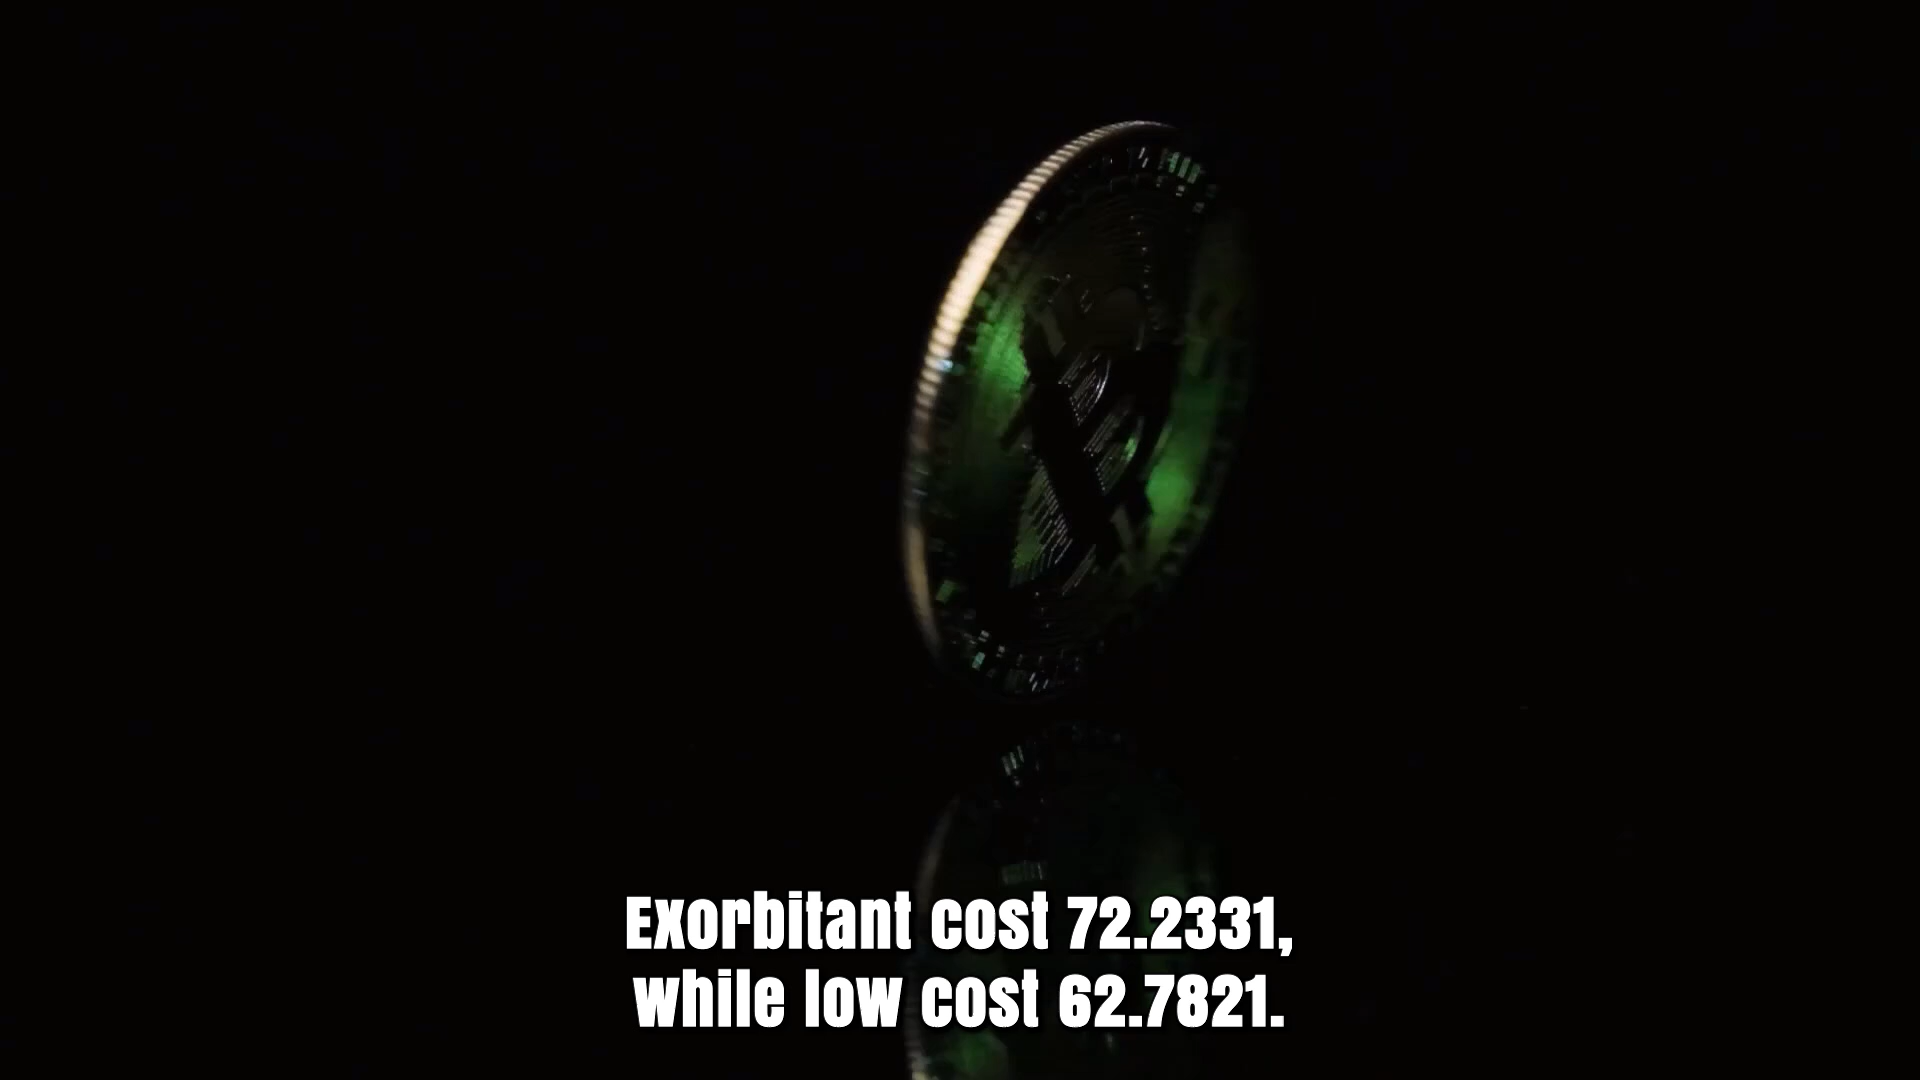 Exorbitant cost 72.2331,
while low cost 62.7821.